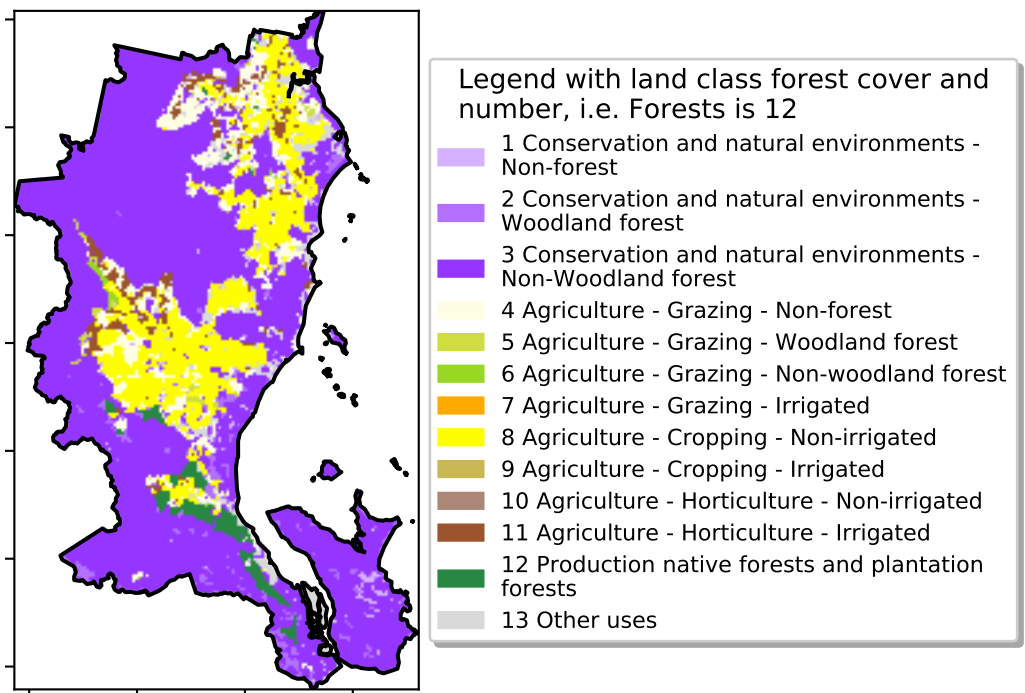 Legend with land class forest cover and
number, i.e. Forests is 12
1 Conservation and natural environments -
Non-forest
2 Conservation and natural environments -
Woodland forest
3 Conservation and natural environments -
Non-Woodland forest
4 Agriculture - Grazing - Non-forest
5 Agriculture - Grazing - Woodland forest
6 Agriculture - Grazing - Non-woodland forest
7 Agriculture - Grazing - Irrigated
8 Agriculture - Cropping - Non-irrigated
9 Agriculture - Cropping - Irrigated
10 Agriculture - Horticulture - Non-irrigated
11 Agriculture - Horticulture - Irrigated
12 Production native forests and plantation
forests
13 Other uses